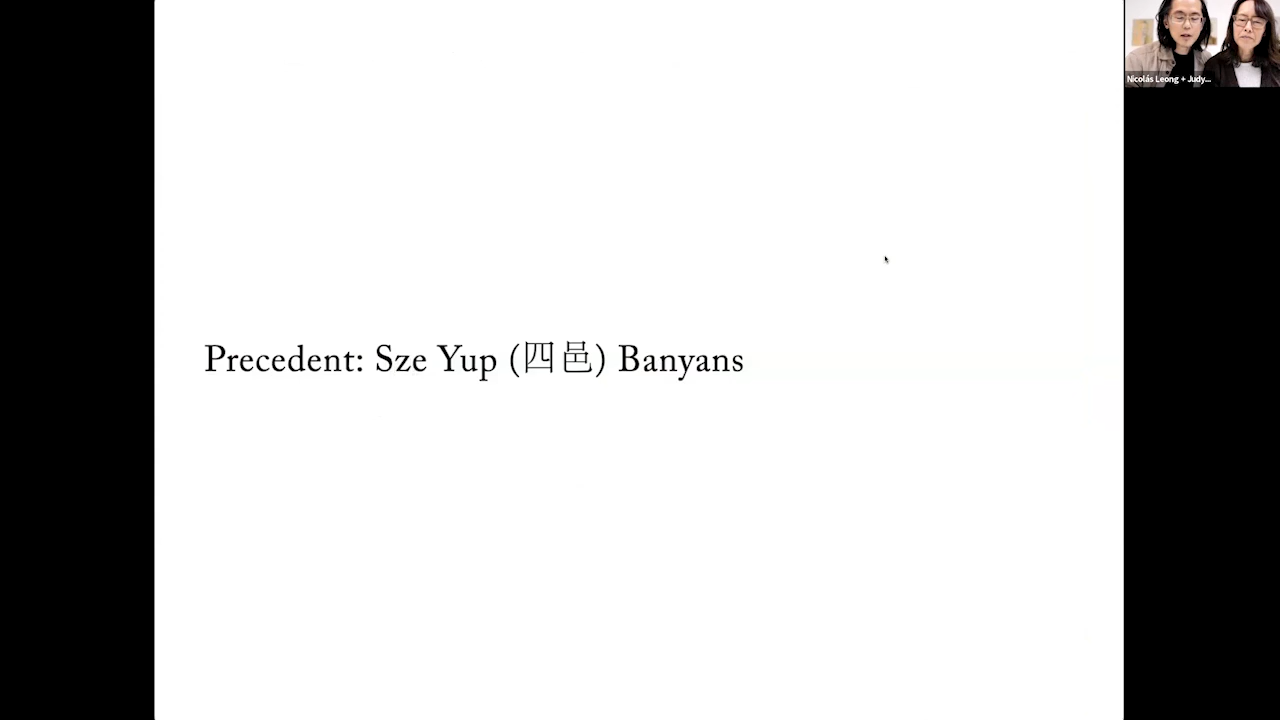 Nicolás Leong + Judy...
Precedent: Sze Yup (四邑) Banyans